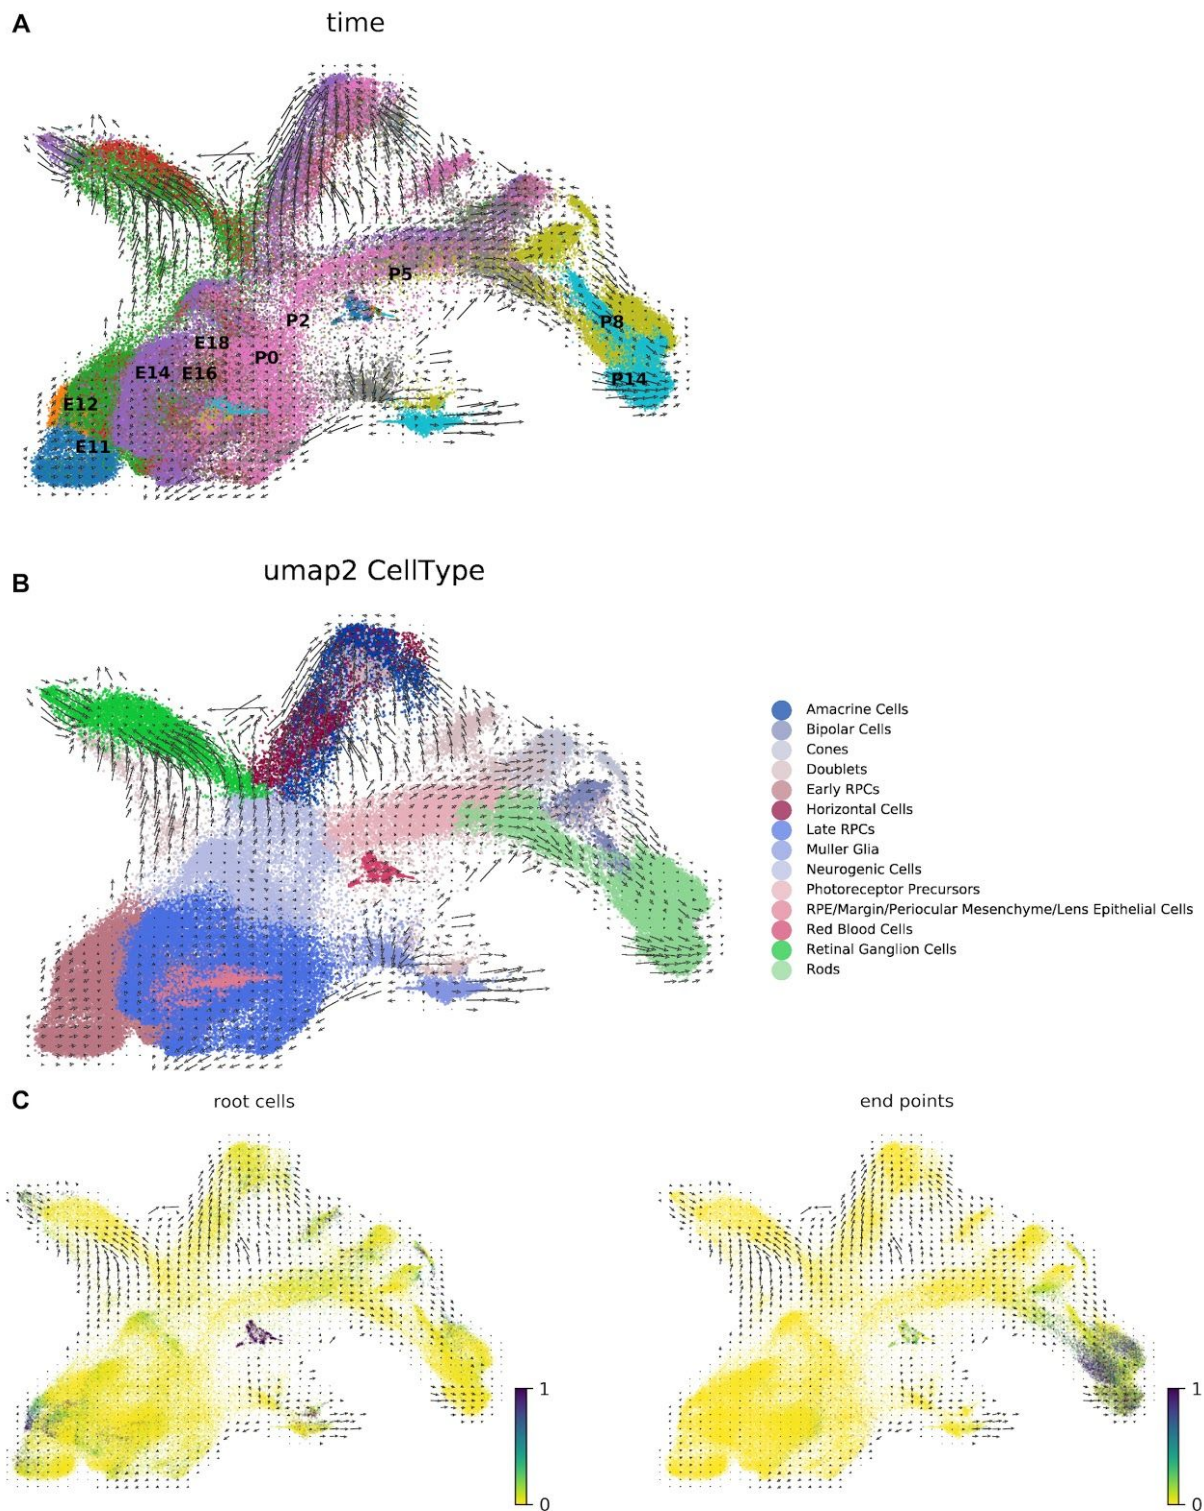 A
time
P5
P2
E18
P8
P0
E14
E16
P14
E12
E11
B
umap2 CellType
Amacrine Cells
Bipolar Cells
Cones
Doublets
Early RPCs
Horizontal Cells
Late RPCs
Muller Glia
Neurogenic Cells
Photoreceptor Precursors
RPE/Margin/Periocular Mesenchyme/Lens Epithelial Cells
Red Blood Cells
Retinal Ganglion Cells
Rods
C
root cells
end points
1
0
1
0